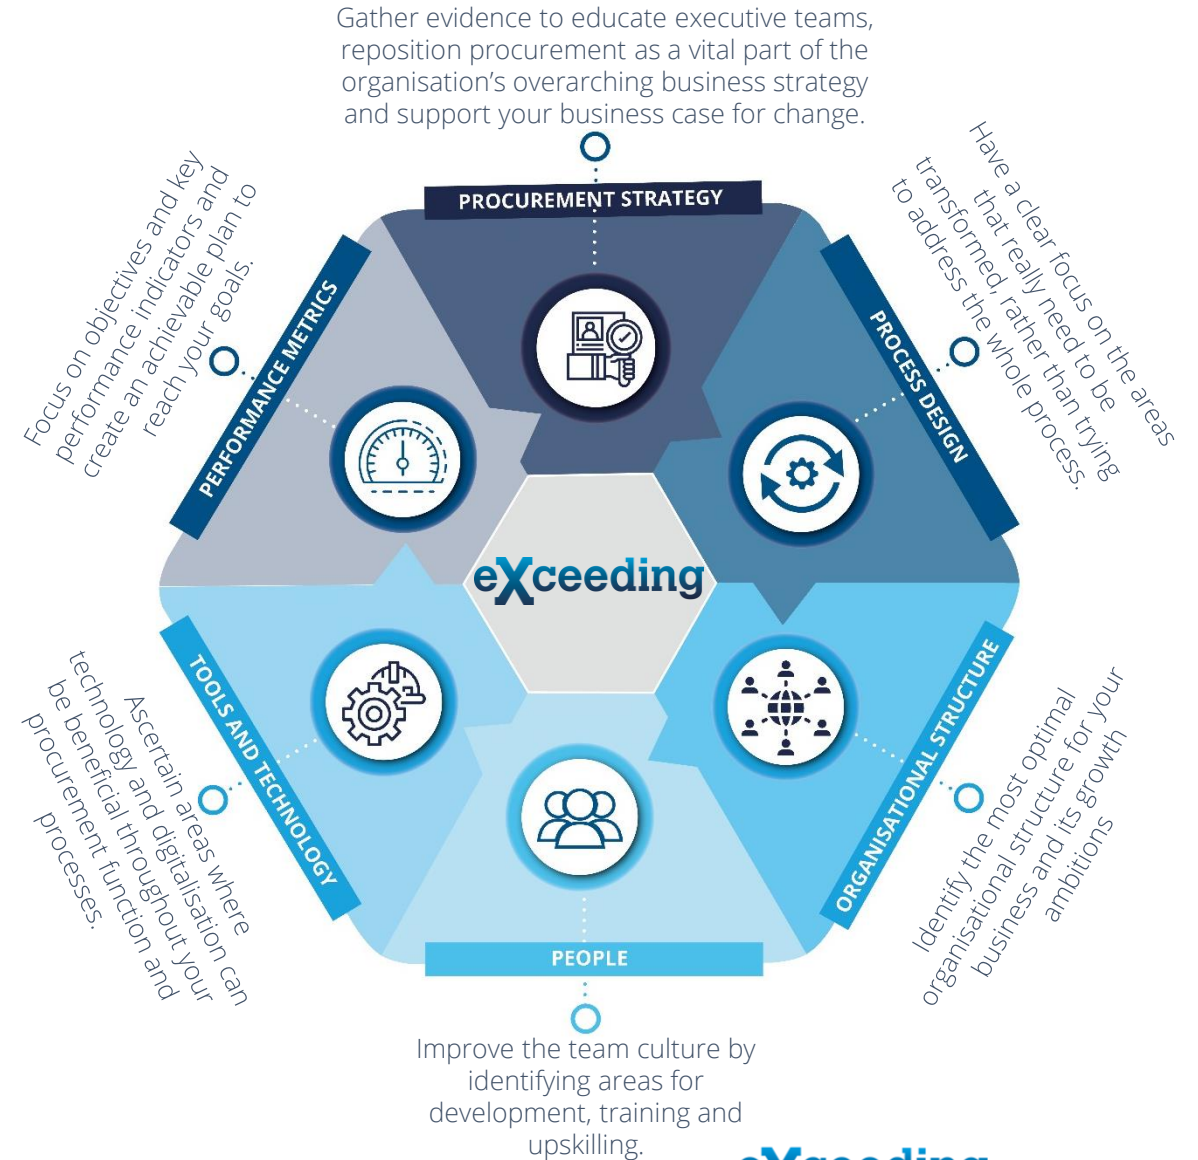 Gather evidence to educate executive teams,
reposition procurement as a vital part of the
organisation’s overarching business strategy
and support your business case for change.
PROCUREMENT STRATEGY
Have a clear focus on the areas
that really need to be
transformed, rather than trying
to address the whole process.
PROCESS DESIGN
Identify the most optimal
organisational structure for your
business and its growth
ambitions
ORGANISATIONAL STRUCTURE
PEOPLE
Improve the team culture by
identifying areas for
development, training and
upskilling.
TOOLS AND TECHNOLOGY
Ascertain areas where
technology and digitalisation can
be beneficial throughout your
procurement function and
processes.
PERFORMANCE METRICS
Focus on objectives and key
performance indicators and
create an achievable plan to
reach your goals.
eXceeding
eXceeding